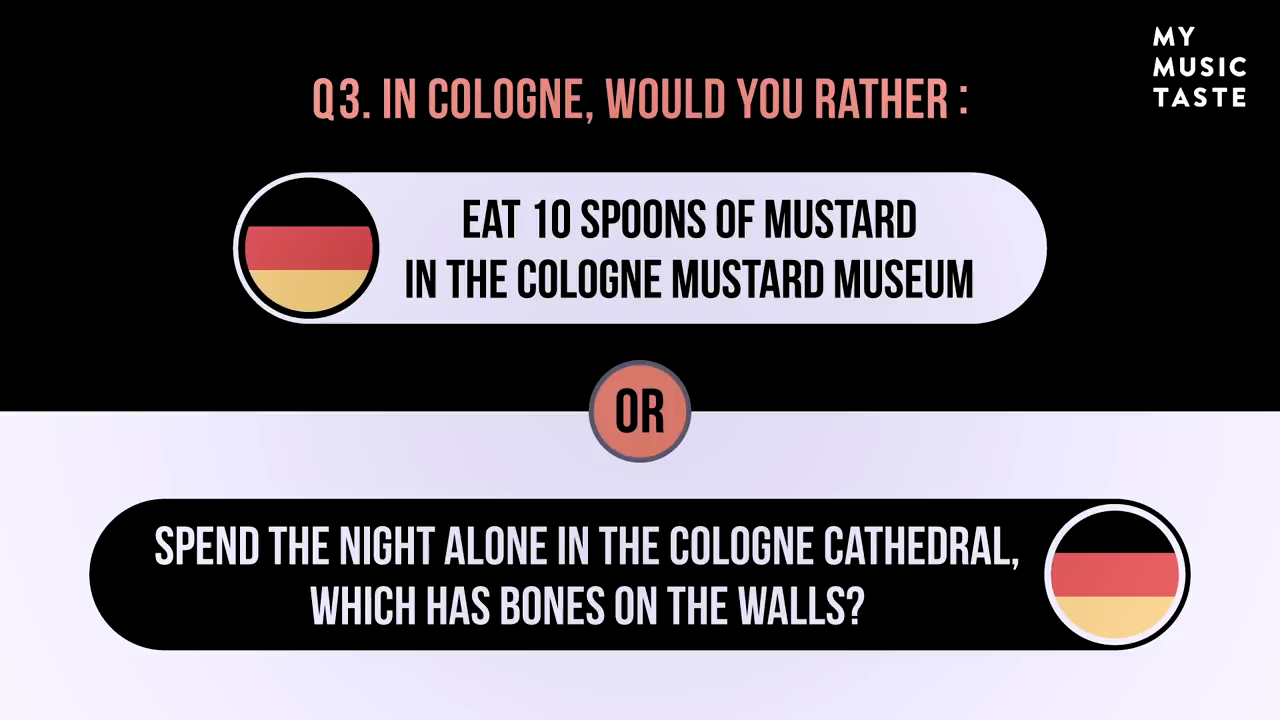 MY
MUSIC
TASTE
Q3. IN COLOGNE, WOULD YOU RATHER :
EAT 10 SPOONS OF MUSTARD
IN THE COLOGNE MUSTARD MUSEUM
OR
SPEND THE NIGHT ALONE IN THE COLOGNE CATHEDRAL,
WHICH HAS BONES ON THE WALLS?